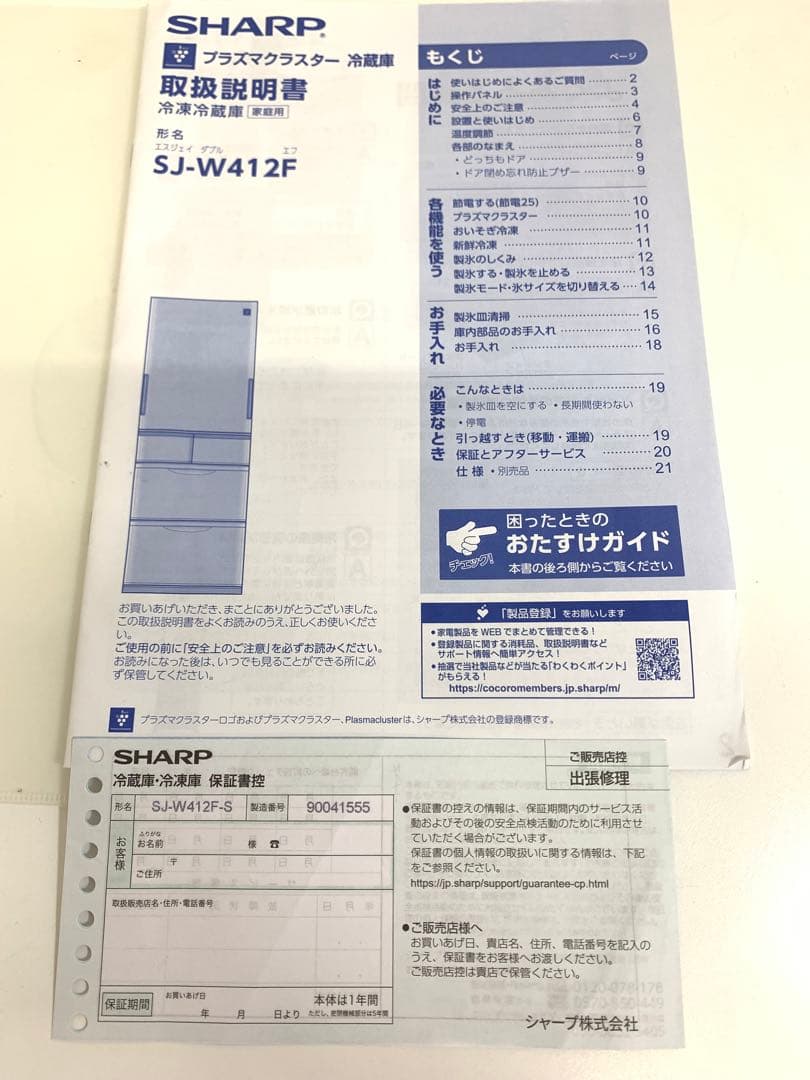 SHARP
プラズマクラスター 冷蔵庫
取扱説明書
冷凍冷蔵庫 家庭用
形名
エスジェイ ダブル エフ
SJ-W412F
もくじ ページ
はじめに
使いはじめによくあるご質問 2
操作パネル 3
安全上のご注意 4
設置と使いはじめ 6
温度調節 7
各部のなまえ 8
・どっちもドア 9
・ドア閉め忘れ防止ブザー 9
各機能を使う
節電する(節電25) 10
プラズマクラスター 10
おいそぎ冷凍 11
新鮮冷凍 11
製氷のしくみ 12
製氷する・製氷を止める 13
製氷モード・氷サイズを切り替える 14
お手入れ
製氷皿清掃 15
庫内部品のお手入れ 16
お手入れ 18
必要なとき
こんなときは 19
・製氷皿を空にする ・長期間使わない
・停電
引っ越すとき(移動・運搬) 19
保証とアフターサービス 20
仕様・別売品 21
チェック!
困ったときの
おたすけガイド
本書の後ろ側からご覧ください
お買いあげいただき、まことにありがとうございました。
この取扱説明書をよくお読みのうえ、正しくお使いくださ
い。
ご使用の前に「安全上のご注意」を必ずお読みください。
お読みになった後は、いつでも見ることができる所に必
ず保管してください。
「製品登録」をお願いします
●家電製品をWEBでまとめて管理できる!
●登録製品に関する消耗品、取扱説明書など
サポート情報へ簡単アクセス!
●抽選で当社製品などが当たる「わくわくポイント」
がもらえる!
https://cocoromembers.jp.sharp/m/
プラズマクラスターロゴおよびプラズマクラスター、Plasmaclusterは、シャープ株式会社の登録商標です。
SHARP
冷蔵庫・冷凍庫 保証書控
ご販売店控
出張修理
形名 SJ-W412F-S 製造番号 90041555
お客様
ふりがな
お名前 様 ☎
〒
ご住所
取扱販売店名・住所・電話番号
保証期間
お買いあげ日
年 月 日より
本体は1年間
ただし、密閉機械部分は5年間
●保証書の控えの情報は、保証期間内のサービス活
動およびその後の安全点検活動のために利用させ
ていただく場合がございます。
保証書の個人情報の取扱いに関する情報は、下記
をご参照ください。
https://jp.sharp/support/guarantee-cp.html
●ご販売店様へ
お買いあげ日、貴店名、住所、電話番号を記入の
うえ、保証書をお客様へお渡しください。
ご販売店控は貴店で保管ください。
シャープ株式会社